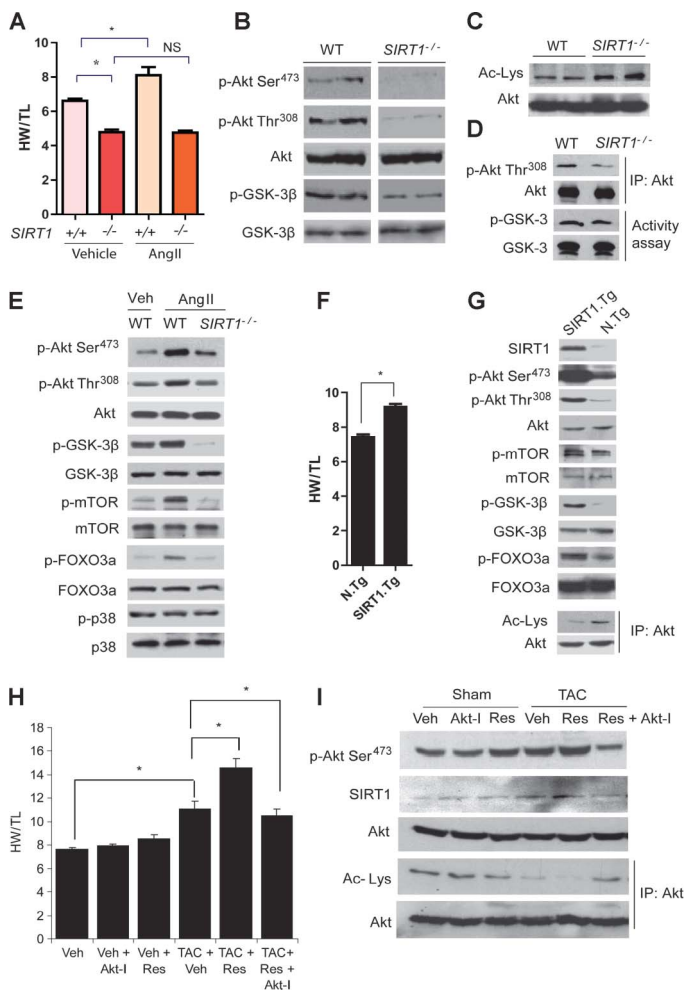 A
* 
* NS
HW/TL
10
8
6
4
2
0
SIRT1 +/+ -/- +/+ -/-
Vehicle AngII
B
WT SIRT1-/-
p-Akt Ser473
p-Akt Thr308
Akt
p-GSK-3β
GSK-3β
C
WT SIRT1-/-
Ac-Lys
Akt
D
WT SIRT1-/-
p-Akt Thr308
Akt
IP: Akt
p-GSK-3
GSK-3
Activity
assay
E
Veh AngII
WT WT SIRT1-/-
p-Akt Ser473
p-Akt Thr308
Akt
p-GSK-3β
GSK-3β
p-mTOR
mTOR
p-FOXO3a
FOXO3a
p-p38
p38
F
*
HW/TL
10
8
6
4
2
0
N.Tg
SIRT1.Tg
G
SIRT1.Tg
N.Tg
SIRT1
p-Akt Ser473
p-Akt Thr308
Akt
p-mTOR
mTOR
p-GSK-3β
GSK-3β
p-FOXO3a
FOXO3a
Ac-Lys
Akt
IP: Akt
H
*
*
*
HW/TL
18
16
14
12
10
8
6
4
2
0
Veh Veh + Veh + TAC + TAC + TAC+
Akt-I Res Veh Res Res +
Akt-I
I
Sham TAC
Veh Akt-I Res Veh Res Res + Akt-I
p-Akt Ser473
SIRT1
Akt
Ac- Lys
Akt
IP: Akt